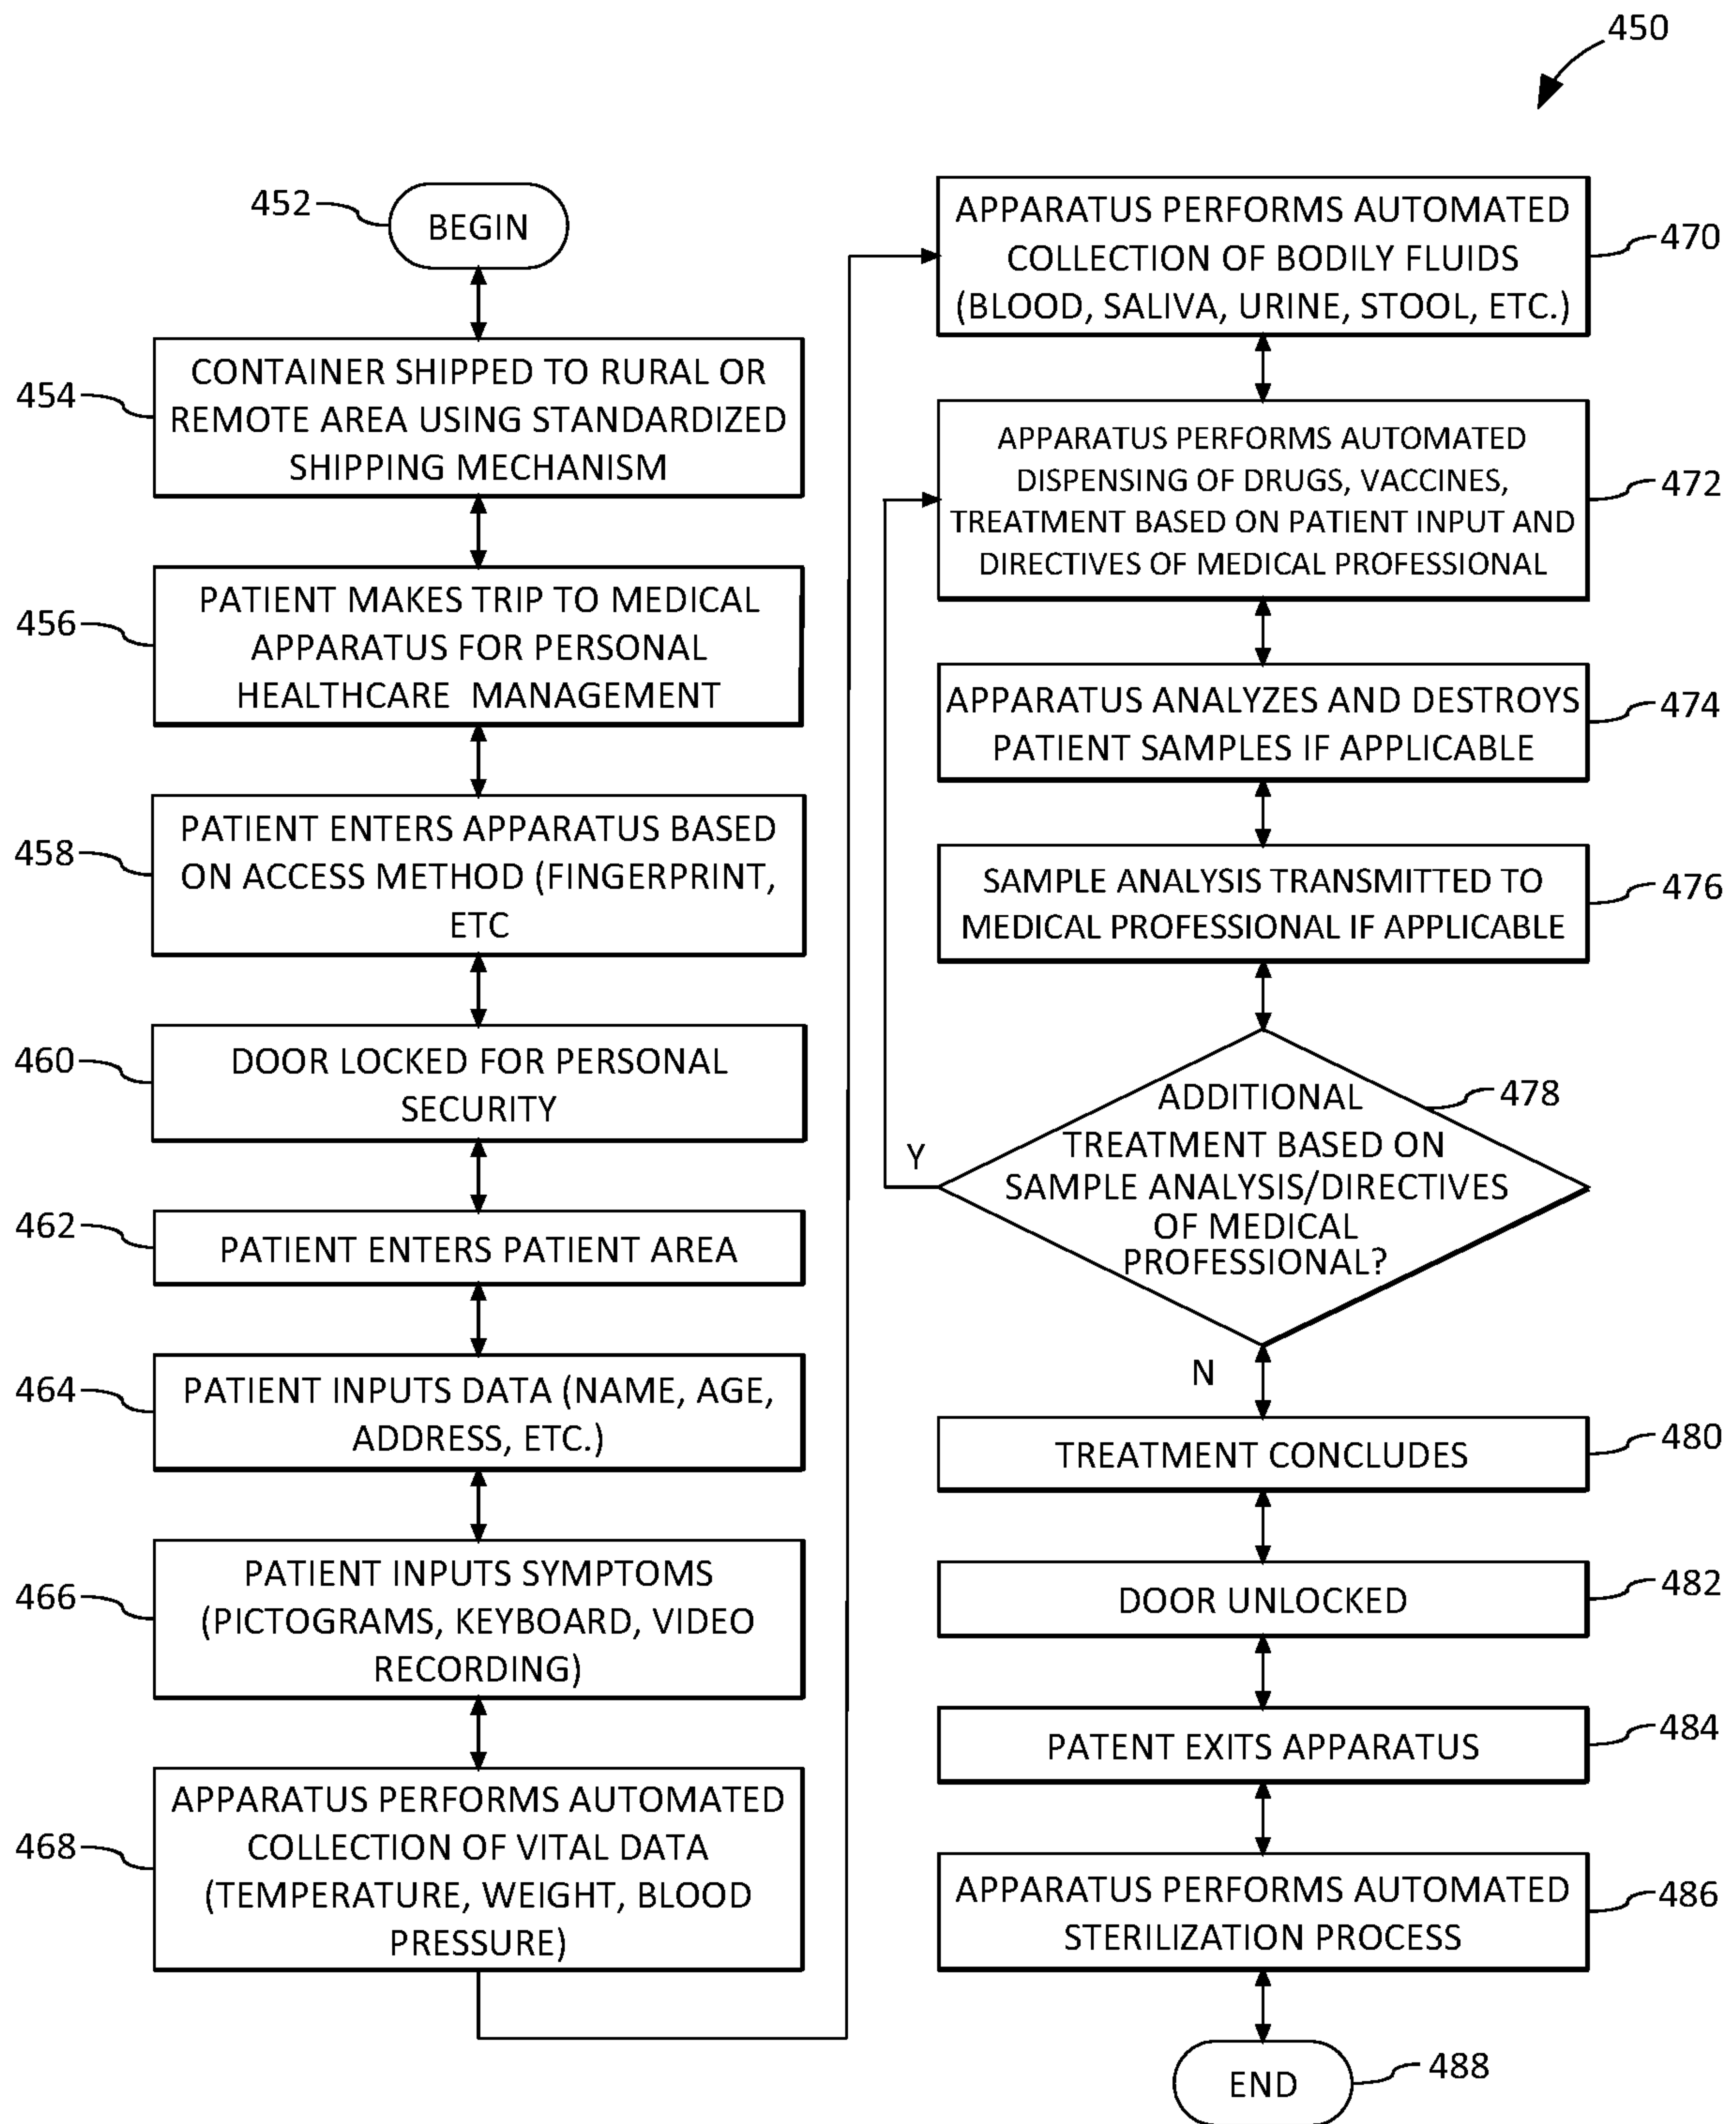 450
452
BEGIN
454
CONTAINER SHIPPED TO RURAL OR
REMOTE AREA USING STANDARDIZED
SHIPPING MECHANISM
456
PATIENT MAKES TRIP TO MEDICAL
APPARATUS FOR PERSONAL
HEALTHCARE MANAGEMENT
458
PATIENT ENTERS APPARATUS BASED
ON ACCESS METHOD (FINGERPRINT,
ETC
460
DOOR LOCKED FOR PERSONAL
SECURITY
462
PATIENT ENTERS PATIENT AREA
464
PATIENT INPUTS DATA (NAME, AGE,
ADDRESS, ETC.)
466
PATIENT INPUTS SYMPTOMS
(PICTOGRAMS, KEYBOARD, VIDEO
RECORDING)
468
APPARATUS PERFORMS AUTOMATED
COLLECTION OF VITAL DATA
(TEMPERATURE, WEIGHT, BLOOD
PRESSURE)
APPARATUS PERFORMS AUTOMATED
COLLECTION OF BODILY FLUIDS
(BLOOD, SALIVA, URINE, STOOL, ETC.)
470
APPARATUS PERFORMS AUTOMATED
DISPENSING OF DRUGS, VACCINES,
TREATMENT BASED ON PATIENT INPUT AND
DIRECTIVES OF MEDICAL PROFESSIONAL
472
APPARATUS ANALYZES AND DESTROYS
PATIENT SAMPLES IF APPLICABLE
474
SAMPLE ANALYSIS TRANSMITTED TO
MEDICAL PROFESSIONAL IF APPLICABLE
476
ADDITIONAL
TREATMENT BASED ON
SAMPLE ANALYSIS/DIRECTIVES
OF MEDICAL
PROFESSIONAL?
478
Y
N
TREATMENT CONCLUDES
480
DOOR UNLOCKED
482
PATENT EXITS APPARATUS
484
APPARATUS PERFORMS AUTOMATED
STERILIZATION PROCESS
486
END
488